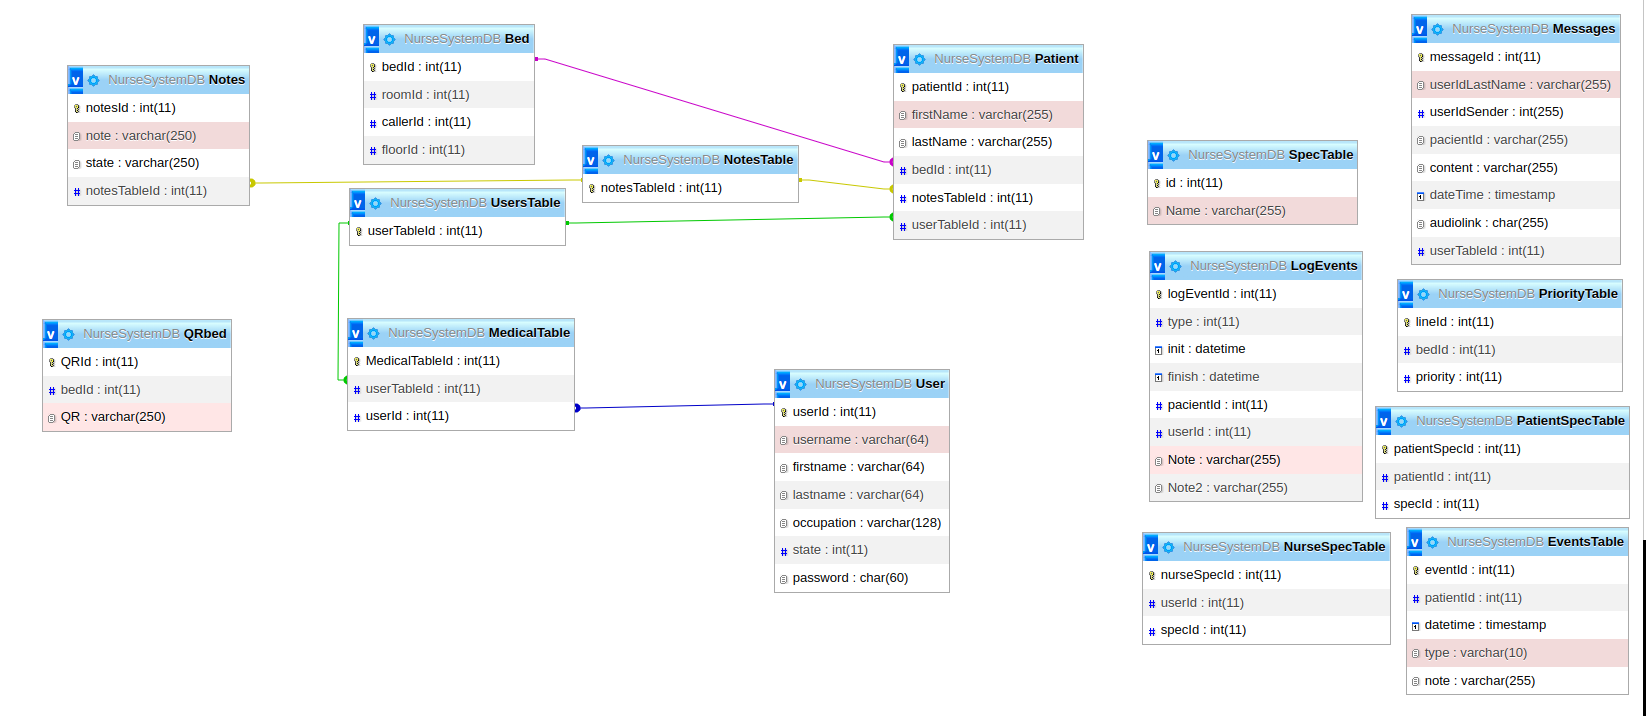 NurseSystemDB Notes
notesId : int(11)
note : varchar(250)
state : varchar(250)
notesTableId : int(11)
NurseSystemDB Bed
bedId : int(11)
roomId : int(11)
callerId : int(11)
floorId : int(11)
NurseSystemDB NotesTable
notesTableId : int(11)
NurseSystemDB UsersTable
userTableId : int(11)
NurseSystemDB Patient
patientId : int(11)
firstName : varchar(255)
lastName : varchar(255)
bedId : int(11)
notesTableId : int(11)
userTableId : int(11)
NurseSystemDB QRbed
QRId : int(11)
bedId : int(11)
QR : varchar(250)
NurseSystemDB MedicalTable
MedicalTableId : int(11)
userTableId : int(11)
userId : int(11)
NurseSystemDB User
userId : int(11)
username : varchar(64)
firstname : varchar(64)
lastname : varchar(64)
occupation : varchar(128)
state : int(11)
password : char(60)
NurseSystemDB SpecTable
id : int(11)
Name : varchar(255)
NurseSystemDB LogEvents
logEventId : int(11)
type : int(11)
init : datetime
finish : datetime
pacientId : int(11)
userId : int(11)
Note : varchar(255)
Note2 : varchar(255)
NurseSystemDB NurseSpecTable
nurseSpecId : int(11)
userId : int(11)
specId : int(11)
NurseSystemDB Messages
messageId : int(11)
userIdLastName : varchar(255)
userIdSender : int(255)
pacientId : varchar(255)
content : varchar(255)
dateTime : timestamp
audiolink : char(255)
userTableId : int(11)
NurseSystemDB PriorityTable
lineId : int(11)
bedId : int(11)
priority : int(11)
NurseSystemDB PatientSpecTable
patientSpecId : int(11)
patientId : int(11)
specId : int(11)
NurseSystemDB EventsTable
eventId : int(11)
patientId : int(11)
datetime : timestamp
type : varchar(10)
note : varchar(255)